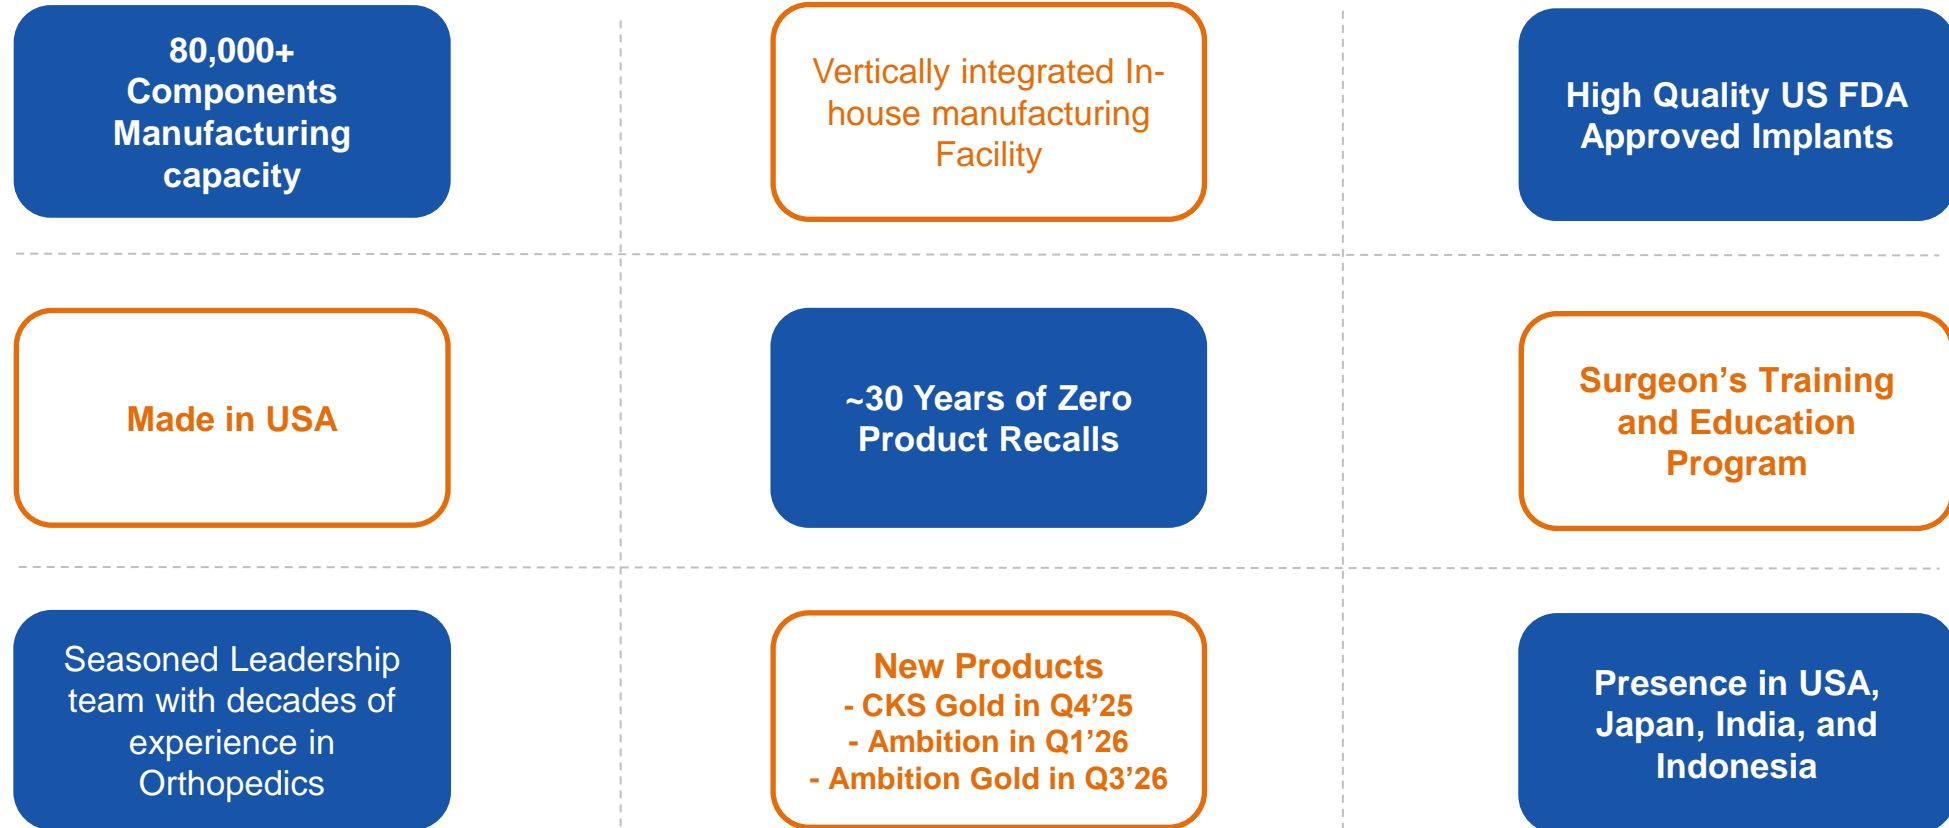 80,000+
Components
Manufacturing
capacity
Vertically integrated In-
house manufacturing
Facility
High Quality US FDA
Approved Implants
Made in USA
~30 Years of Zero
Product Recalls
Surgeon’s Training
and Education
Program
Seasoned Leadership
team with decades of
experience in
Orthopedics
New Products
- CKS Gold in Q4’25
- Ambition in Q1’26
- Ambition Gold in Q3’26
Presence in USA,
Japan, India, and
Indonesia